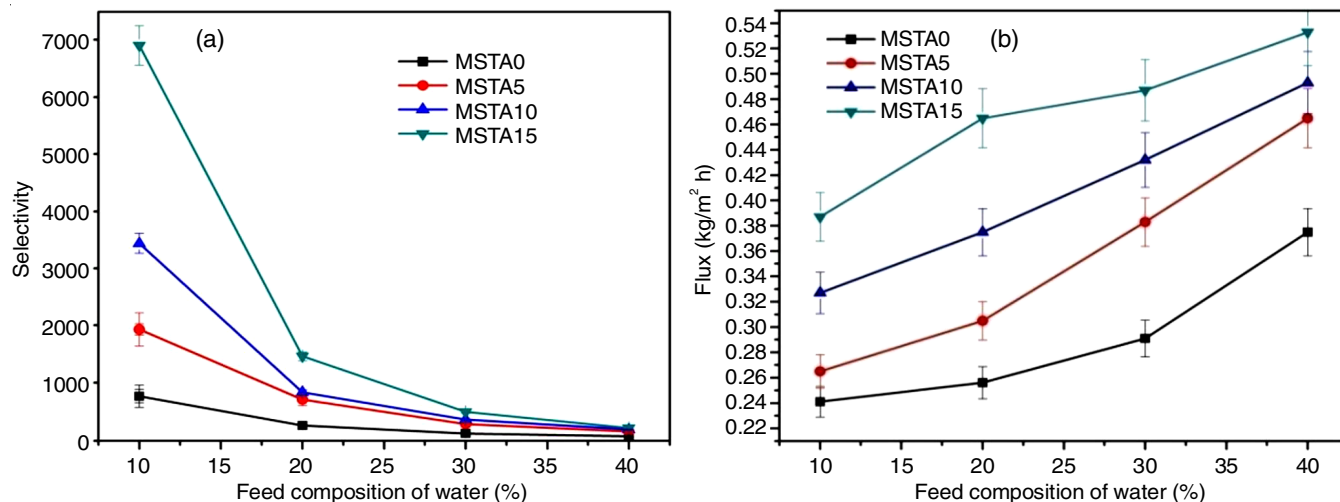 (a)
MSTA0
MSTA5
MSTA10
MSTA15
7000
6000
5000
4000
3000
2000
1000
0
Selectivity
10 15 20 25 30 35 40
Feed composition of water (%)
(b)
MSTA0
MSTA5
MSTA10
MSTA15
0.54
0.52
0.50
0.48
0.46
0.44
0.42
0.40
0.38
0.36
0.34
0.32
0.30
0.28
0.26
0.24
0.22
Flux (kg/m² h)
10 15 20 25 30 35 40
Feed composition of water (%)